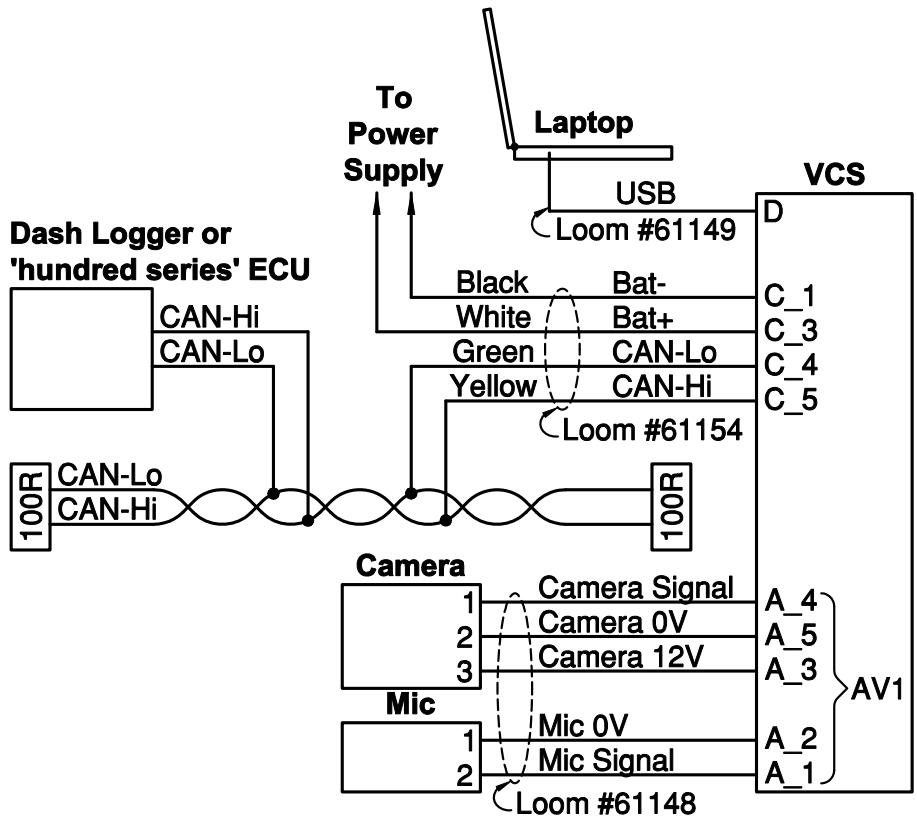 To
Power
Supply
Laptop
VCS
USB
D
Loom #61149
Dash Logger or
'hundred series' ECU
Black Bat- C_1
White Bat+ C_3
Green CAN-Lo C_4
Yellow CAN-Hi C_5
Loom #61154
CAN-Hi
CAN-Lo
100R
CAN-Lo
CAN-Hi
100R
Camera
1 Camera Signal A_4
2 Camera 0V A_5
3 Camera 12V A_3
AV1
Mic
1 Mic 0V A_2
2 Mic Signal A_1
Loom #61148